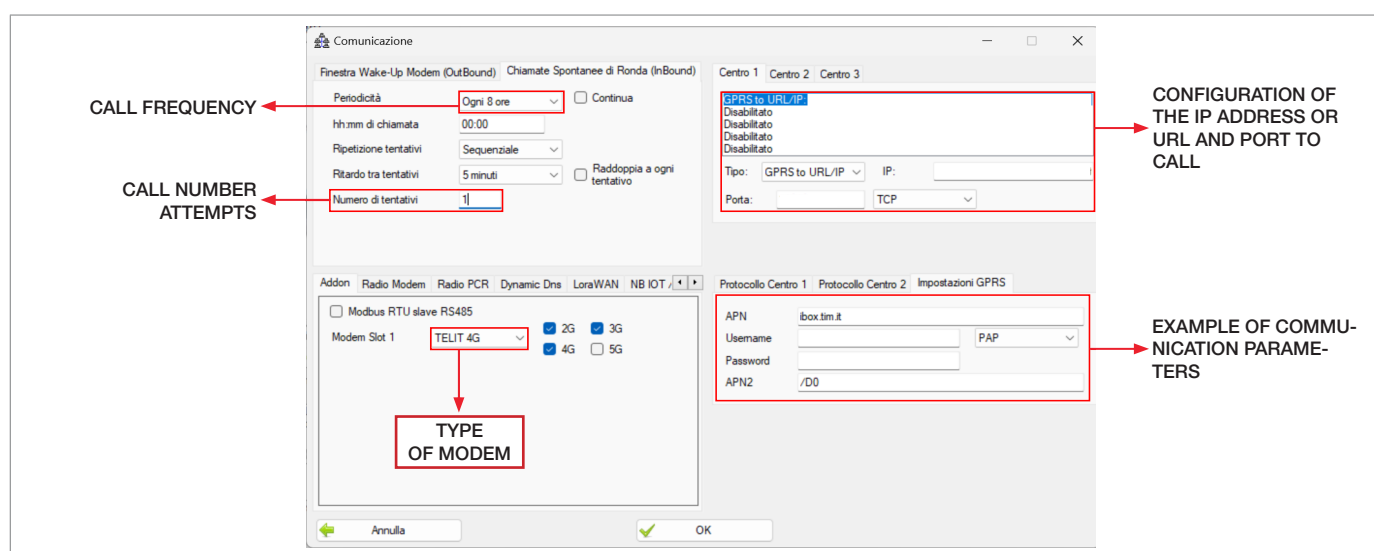 Comunicazione
Finestra Wake-Up Modem (OutBound) Chiamate Spontanee di Ronda (InBound)
Periodicità Ogni 8 ore Continua
hh:mm di chiamata 00:00
Ripetizione tentativi Sequenziale
Ritardo tra tentativi 5 minuti Raddoppia a ogni
tentativo
Numero di tentativi 1
CALL FREQUENCY
CALL NUMBER
ATTEMPTS
Centro 1 Centro 2 Centro 3
GPRS to URL/IP:
Disabilitato
Disabilitato
Disabilitato
Disabilitato
Tipo: GPRS to URL/IP IP:
Porta: TCP
CONFIGURATION OF
THE IP ADDRESS OR
URL AND PORT TO
CALL
Addon Radio Modem Radio PCR Dynamic Dns LoraWAN NB IOT /
Modbus RTU slave RS485
Modem Slot 1 TELIT 4G 2G 3G
4G 5G
TYPE
OF MODEM
Protocollo Centro 1 Protocollo Centro 2 Impostazioni GPRS
APN ibox.tim.it
Username PAP
Password
APN2 /D0
EXAMPLE OF COMMU-
NICATION PARAME-
TERS
Annulla OK